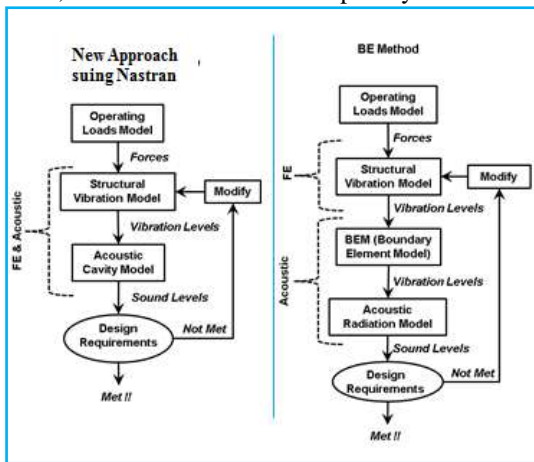 New Approach
suing Nastran
Operating
Loads Model
Forces
Structural
Vibration Model
Modify
Vibration Levels
Acoustic
Cavity Model
Sound Levels
Design
Requirements
Not Met
Met !!
FE & Acoustic
BE Method
Operating
Loads Model
Forces
Structural
Vibration Model
Modify
Vibration Levels
BEM (Boundary
Element Model)
Vibration Levels
Acoustic
Radiation Model
Sound Levels
Design
Requirements
Not Met
Met !!
FE
Acoustic